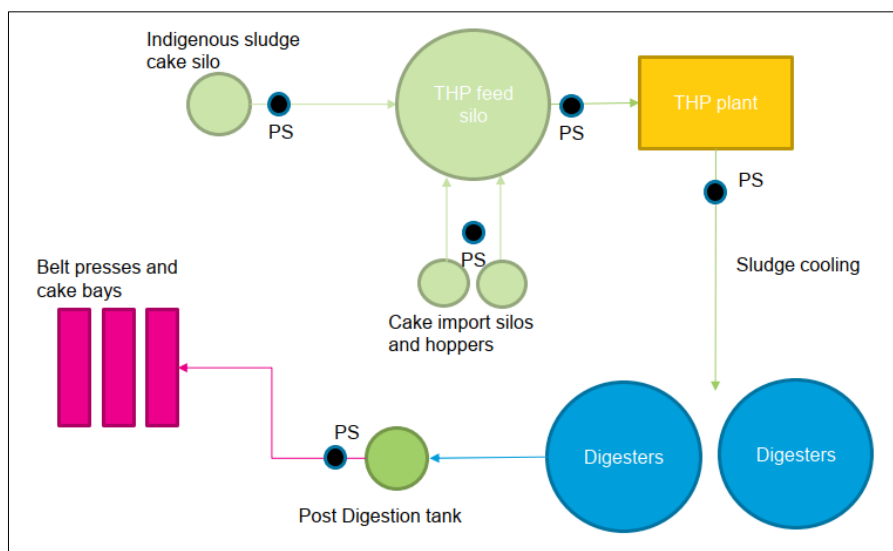 Indigenous sludge
cake silo
PS
THP feed
silo
PS
THP plant
PS
Sludge cooling
PS
Cake import silos
and hoppers
Belt presses and
cake bays
PS
Post Digestion tank
Digesters
Digesters